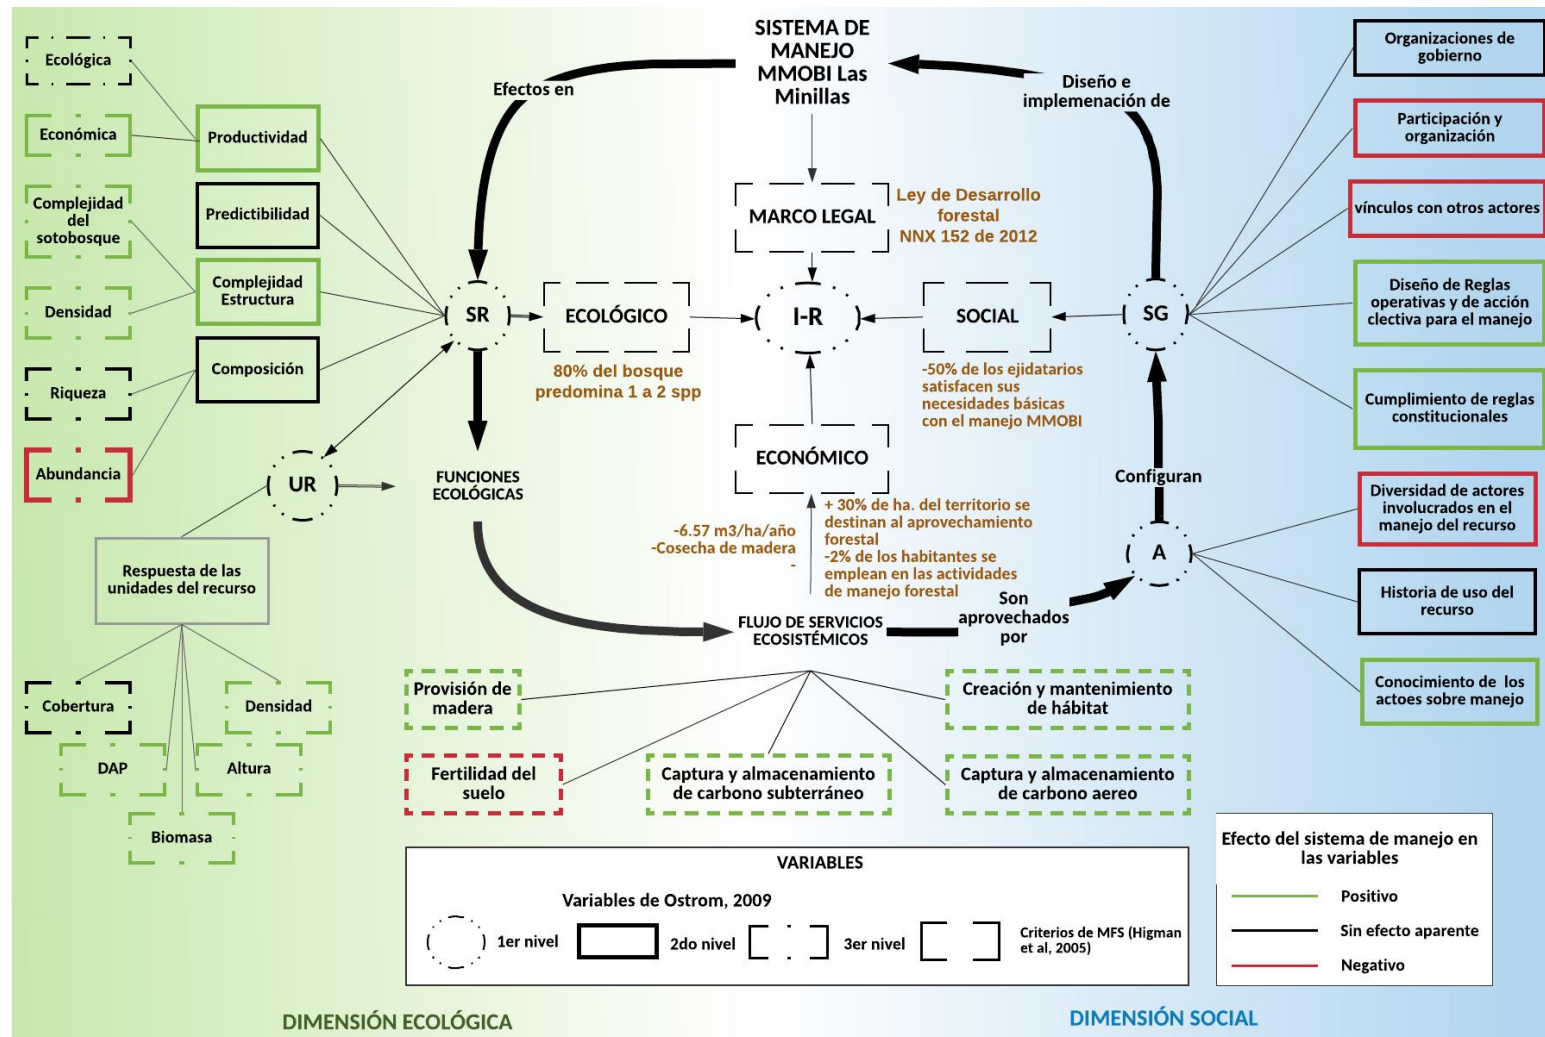 SISTEMA DE
MANEJO
MMOBI Las
Minillas
Efectos en
Diseño e
implemenación de
Ecológica
Económica
Productividad
Complejidad
del
sotobosque
Predictibilidad
Densidad
Complejidad
Estructura
Riqueza
Composición
Abundancia
SR
ECOLÓGICO
80% del bosque
predomina 1 a 2 spp
MARCO LEGAL
Ley de Desarrollo
forestal
NNX 152 de 2012
I-R
SOCIAL
-50% de los ejidatarios
satisfacen sus
necesidades básicas
con el manejo MMOBI
SG
Organizaciones de
gobierno
Participación y
organización
vínculos con otros actores
Diseño de Reglas
operativas y de acción
clectiva para el manejo
Cumplimiento de reglas
constitucionales
UR
FUNCIONES
ECOLÓGICAS
ECONÓMICO
-6.57 m3/ha/año
-Cosecha de madera
-
+ 30% de ha. del territorio se
destinan al aprovechamiento
forestal
-2% de los habitantes se
emplean en las actividades
de manejo forestal
Configuran
A
Diversidad de actores
involucrados en el
manejo del recurso
Historia de uso del
recurso
Conocimiento de los
actoes sobre manejo
Respuesta de las
unidades del recurso
Cobertura
Densidad
DAP
Altura
Biomasa
FLUJO DE SERVICIOS
ECOSISTÉMICOS
Son
aprovechados
por
Provisión de
madera
Creación y mantenimiento
de hábitat
Fertilidad del
suelo
Captura y almacenamiento
de carbono subterráneo
Captura y almacenamiento
de carbono aereo
VARIABLES
Variables de Ostrom, 2009
1er nivel
2do nivel
3er nivel
Criterios de MFS (Higman
et al, 2005)
Efecto del sistema de manejo en
las variables
Positivo
Sin efecto aparente
Negativo
DIMENSIÓN ECOLÓGICA
DIMENSIÓN SOCIAL